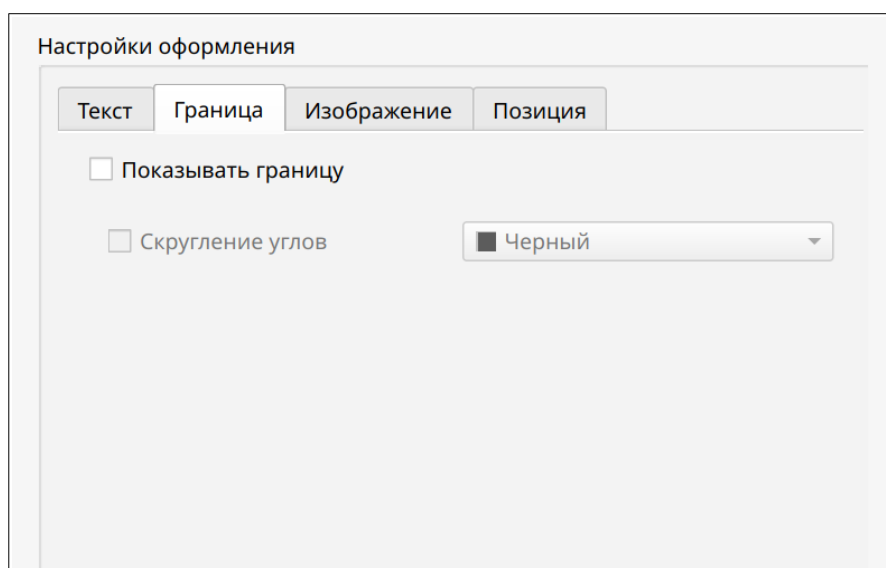 Настройки оформления
Текст Граница Изображение Позиция
Показывать границу
Скругление углов Черный